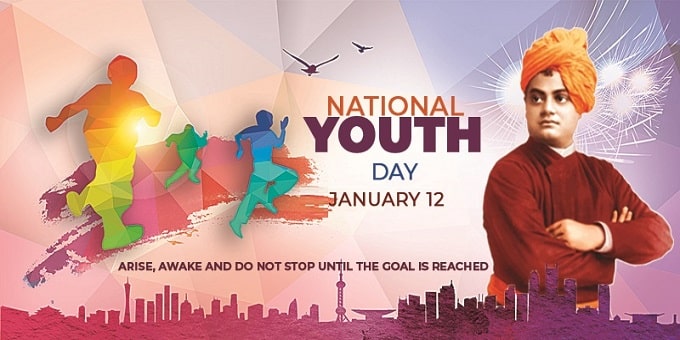 NATIONAL
YOUTH
DAY
JANUARY 12
ARISE, AWAKE AND DO NOT STOP UNTIL THE GOAL IS REACHED